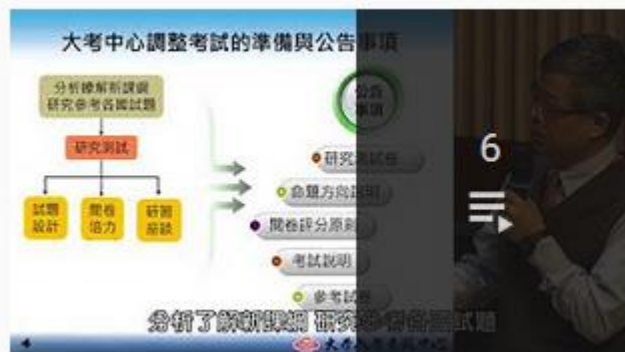 大考中心調整考試的準備與公告事項
分析瞭解新課綱
研究參考各國試題
研究測試
試題
設計
閱卷
培力
研習
座談
公告
事項
研究測試卷
命題方向說明
閱卷評分原則
考試說明
參考試卷
6
分析了解新課綱 研究參考各國試題